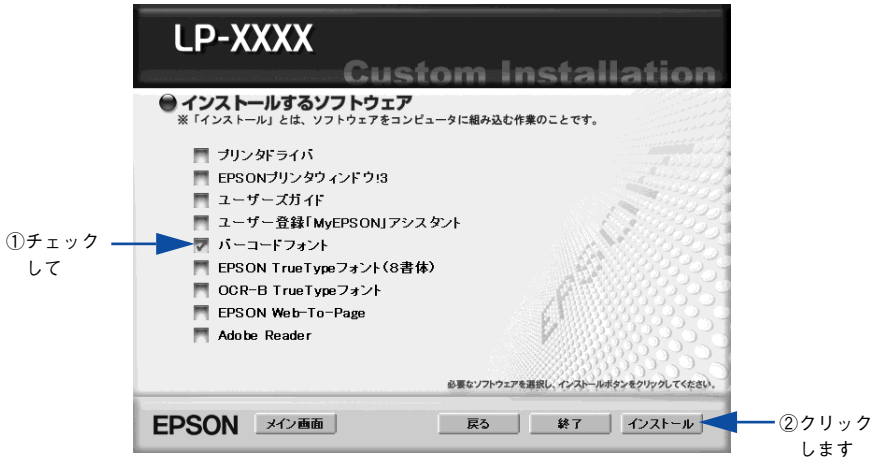 LP-XXXX
Custom Installation
インストールするソフトウェア
※「インストール」とは、ソフトウェアをコンピュータに組み込む作業のことです。
プリンタドライバ
EPSONプリンタウィンドウ!3
ユーザーズガイド
ユーザー登録「MyEPSON」アシスタント
①チェック
して
バーコードフォント
EPSON TrueTypeフォント(8書体)
OCR-B TrueTypeフォント
EPSON Web-To-Page
Adobe Reader
EPSON
必要なソフトウェアを選択し、インストールボタンをクリックしてください。
EPSON
メイン画面
戻る
終了
インストール
②クリック
します